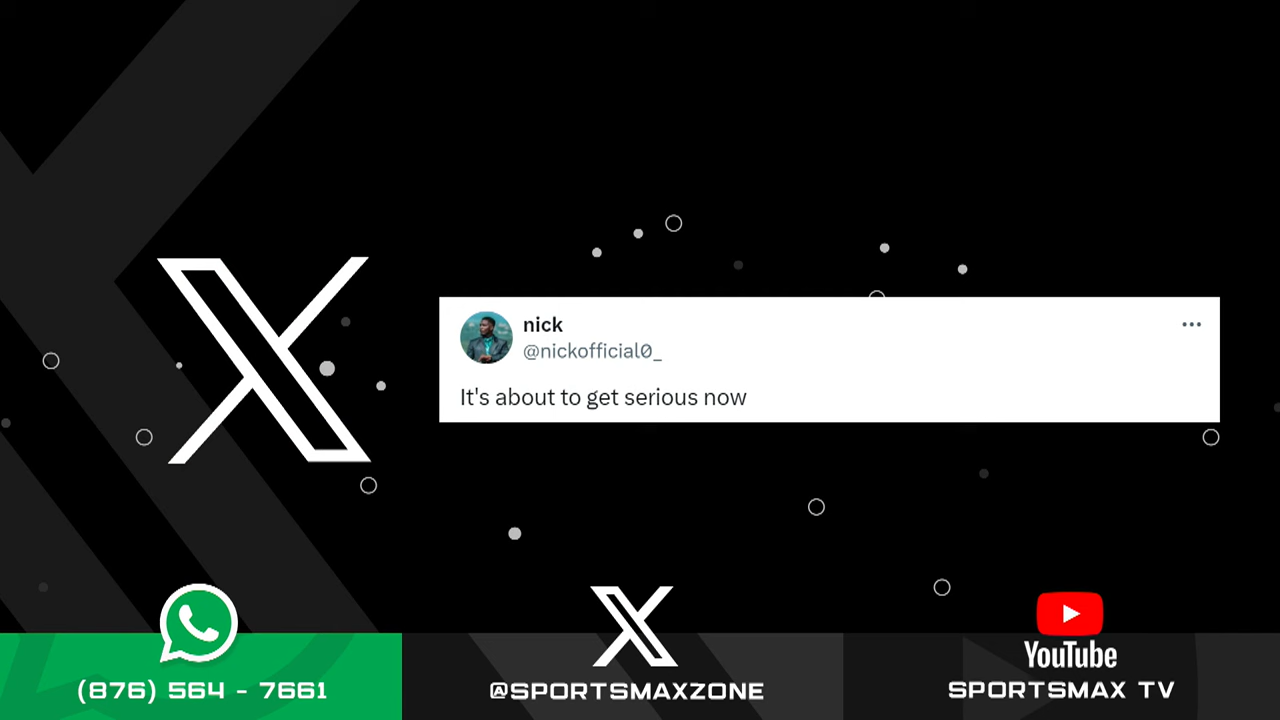 nick
@nickofficial0_
It's about to get serious now
(876) 564 - 7661
@SPORTSMAXZONE
YouTube
SPORTSMAX TV